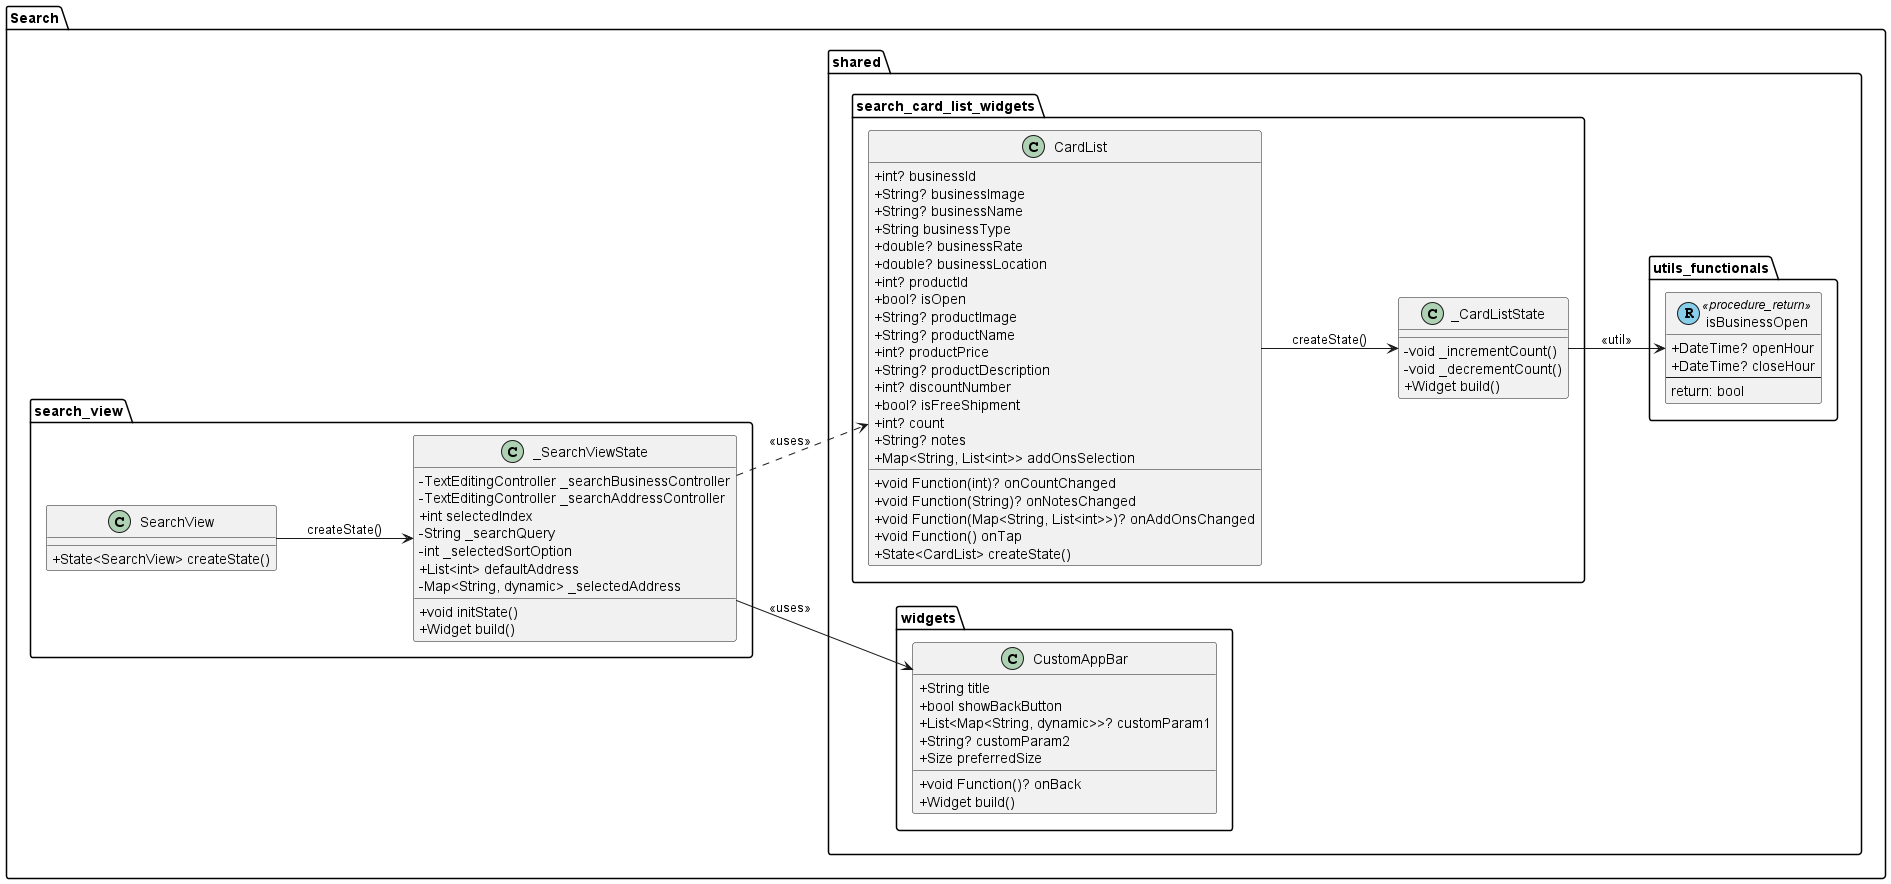 Search
shared
search_card_list_widgets
C CardList
+int? businessId
+String? businessImage
+String? businessName
+String businessType
+double? businessRate
+double? businessLocation
+int? productId
+bool? isOpen
+String? productImage
+String? productName
+int? productPrice
+String? productDescription
+int? discountNumber
+bool? isFreeShipment
+int? count
+String? notes
+Map<String, List<int>> addOnsSelection
+void Function(int)? onCountChanged
+void Function(String)? onNotesChanged
+void Function(Map<String, List<int>>)? onAddOnsChanged
+void Function() onTap
+State<CardList> createState()
createState()
C _CardListState
-void _incrementCount()
-void _decrementCount()
+Widget build()
«util»
utils_functionals
R «procedure_return»
isBusinessOpen
+DateTime? openHour
+DateTime? closeHour
return: bool
search_view
C SearchView
+State<SearchView> createState()
createState()
C _SearchViewState
-TextEditingController _searchBusinessController
-TextEditingController _searchAddressController
+int selectedIndex
-String _searchQuery
-int _selectedSortOption
+List<int> defaultAddress
-Map<String, dynamic> _selectedAddress
+void initState()
+Widget build()
«uses»
«uses»
widgets
C CustomAppBar
+String title
+bool showBackButton
+List<Map<String, dynamic>>? customParam1
+String? customParam2
+Size preferredSize
+void Function()? onBack
+Widget build()